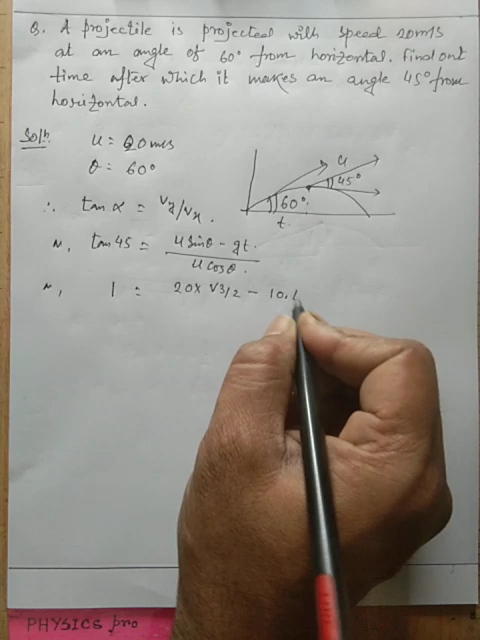 Q. A projectile is projected with speed 20m/s
at an angle of 60° from horizontal. Find out
time after which it makes an angle 45° from
horizontal.
Solⁿ.
u = 20 m/s
θ = 60°
u
45°
60°
t.
∴ tan α = Vy/Vx.
tan 45 = u sinθ - gt. / u cosθ.
1 = 20 x √3/2 - 10.t
PHYSICS pro